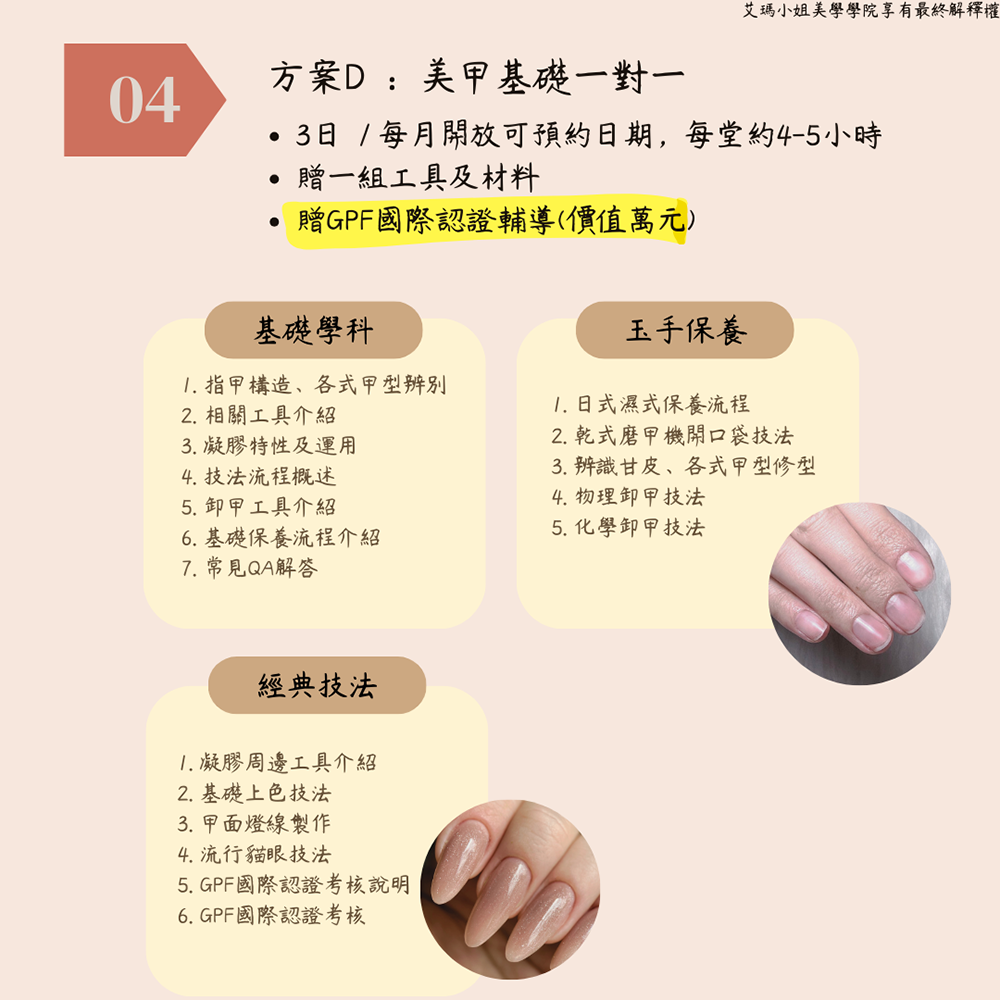 艾瑪小姐美學學院享有最終解釋權
04
方案D : 美甲基礎一對一
• 3日 / 每月開放可預約日期, 每堂約4-5小時
• 贈一組工具及材料
• 贈GPF國際認證輔導(價值萬元)
基礎學科
1. 指甲構造、各式甲型辨別
2. 相關工具介紹
3. 凝膠特性及運用
4. 技法流程概述
5. 卸甲工具介紹
6. 基礎保養流程介紹
7. 常見QA解答
玉手保養
1. 日式濕式保養流程
2. 乾式磨甲機開口袋技法
3. 辨識甘皮、各式甲型修型
4. 物理卸甲技法
5. 化學卸甲技法
經典技法
1. 凝膠周邊工具介紹
2. 基礎上色技法
3. 甲面燈線製作
4. 流行貓眼技法
5. GPF國際認證考核說明
6. GPF國際認證考核